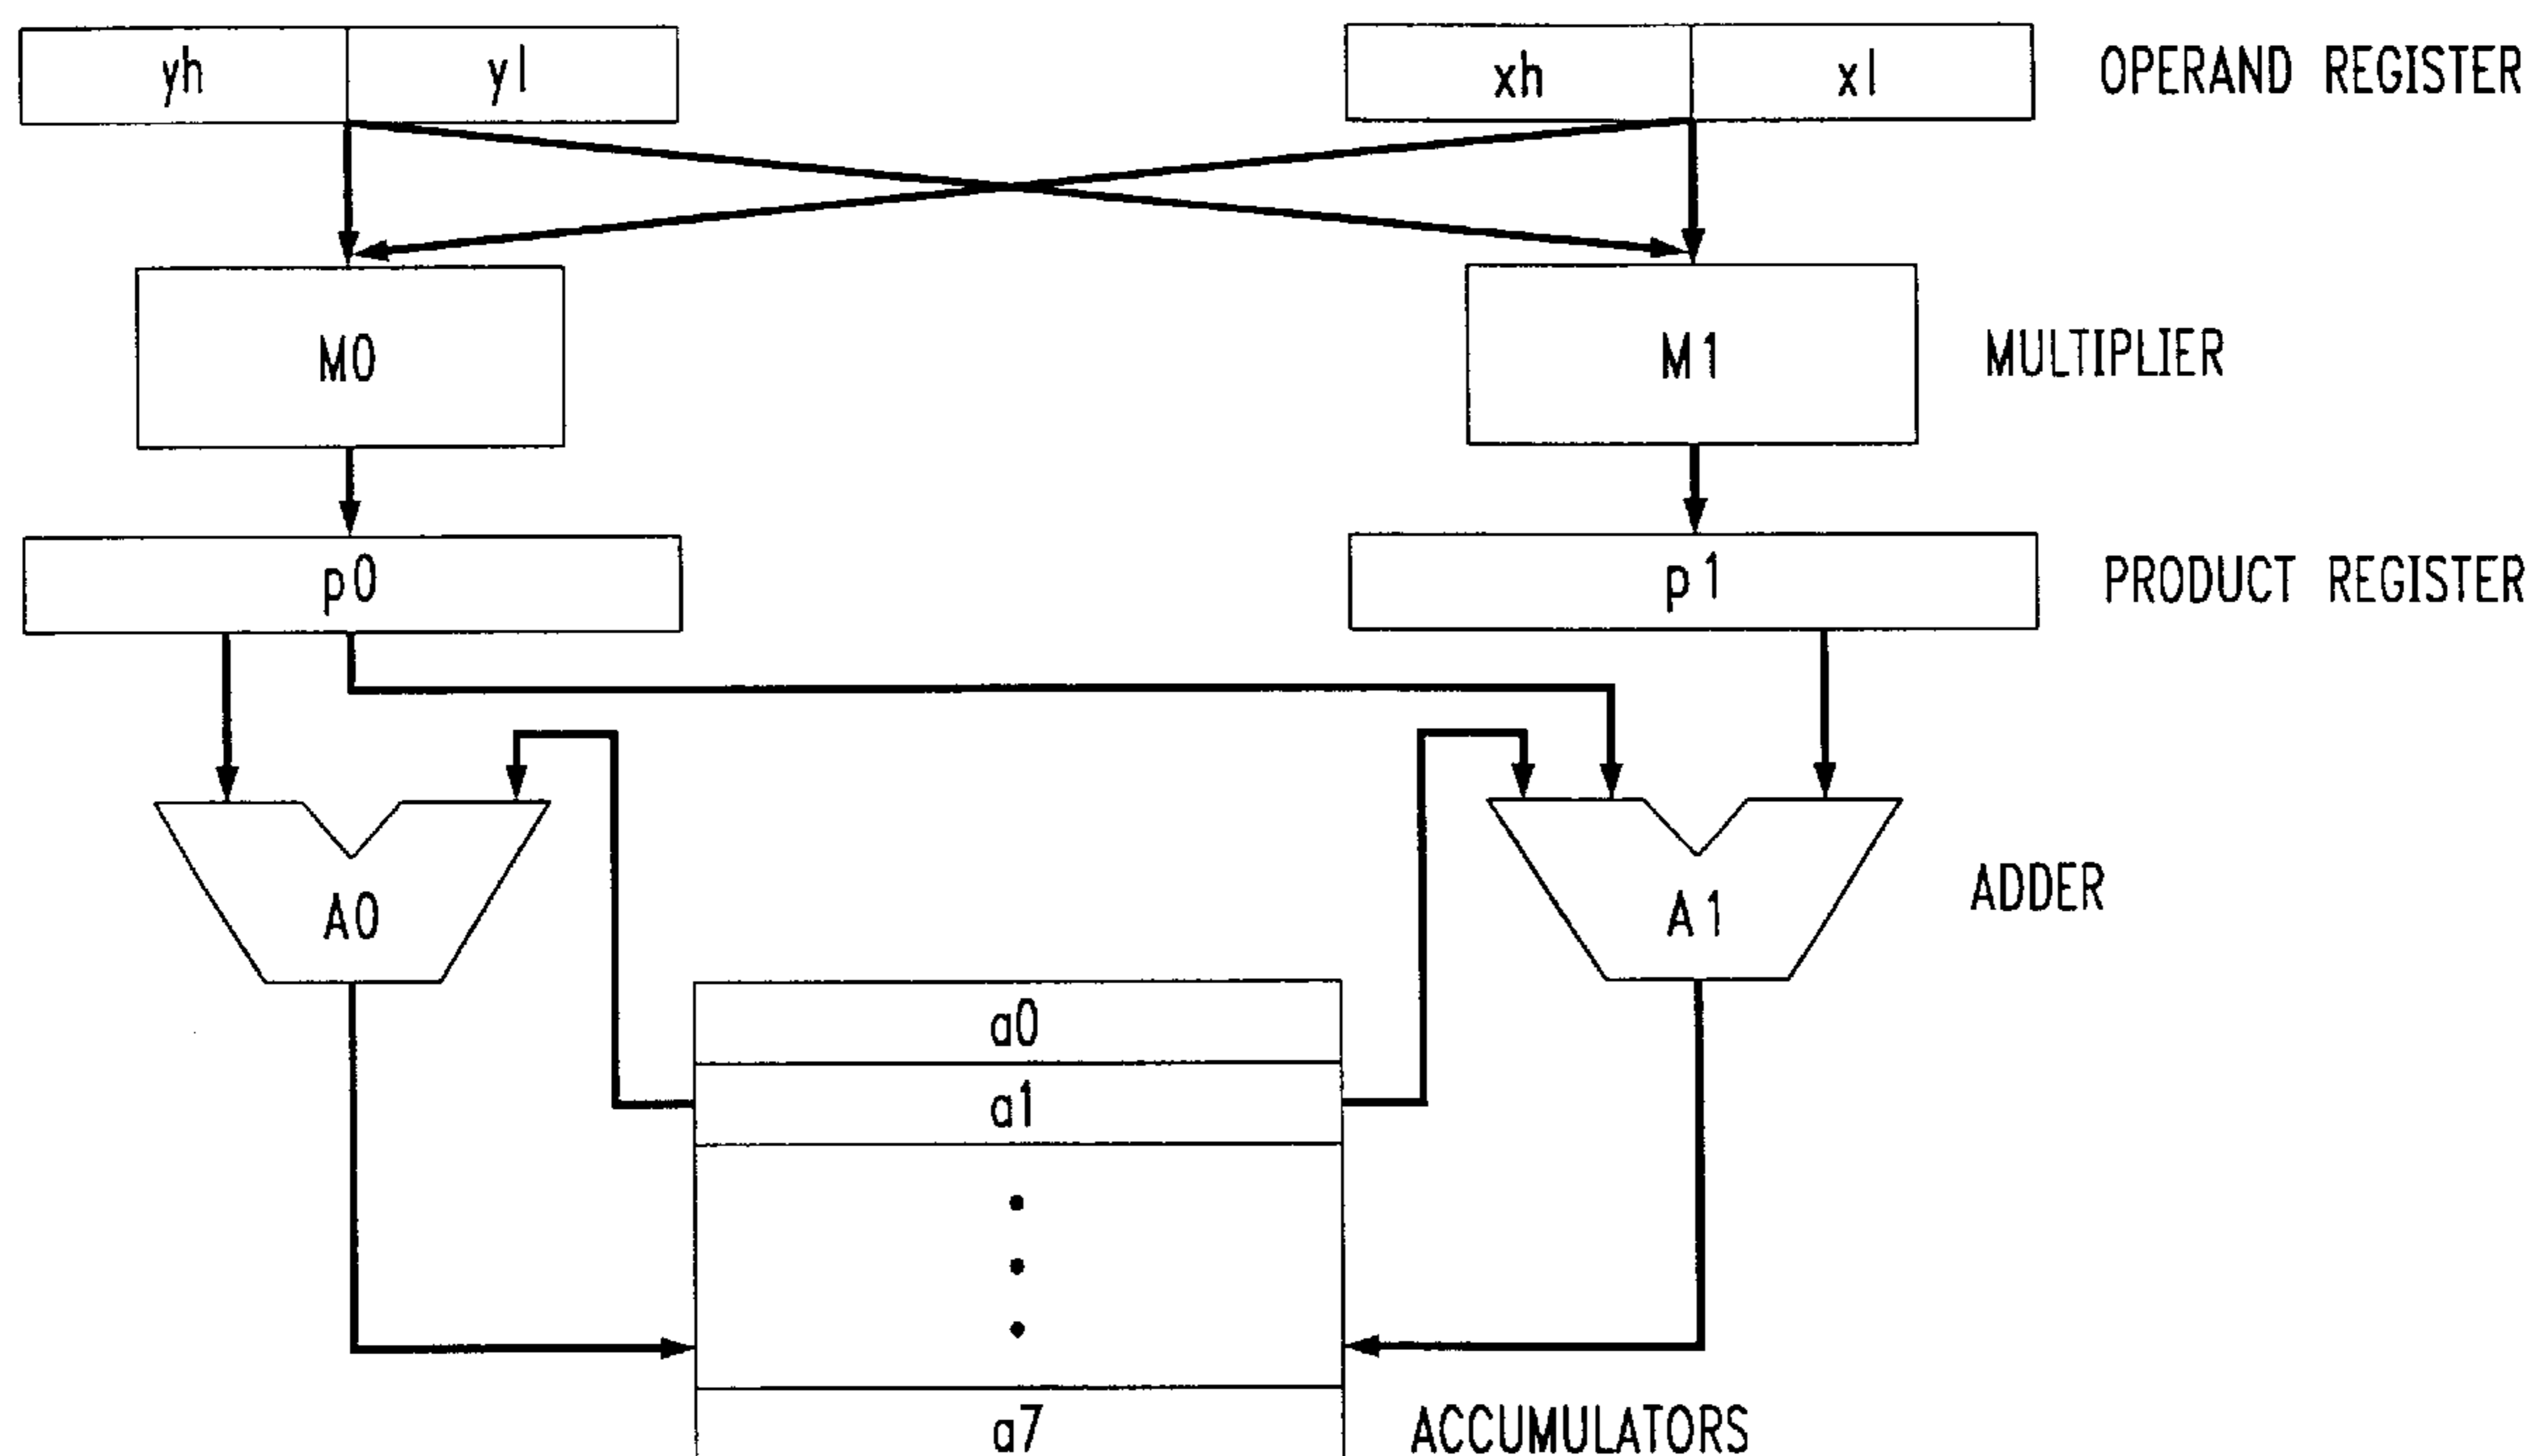 yh yl xh xl OPERAND REGISTER
M0 M1 MULTIPLIER
p0 p1 PRODUCT REGISTER
A0 A1 ADDER
a0
a1
a7 ACCUMULATORS